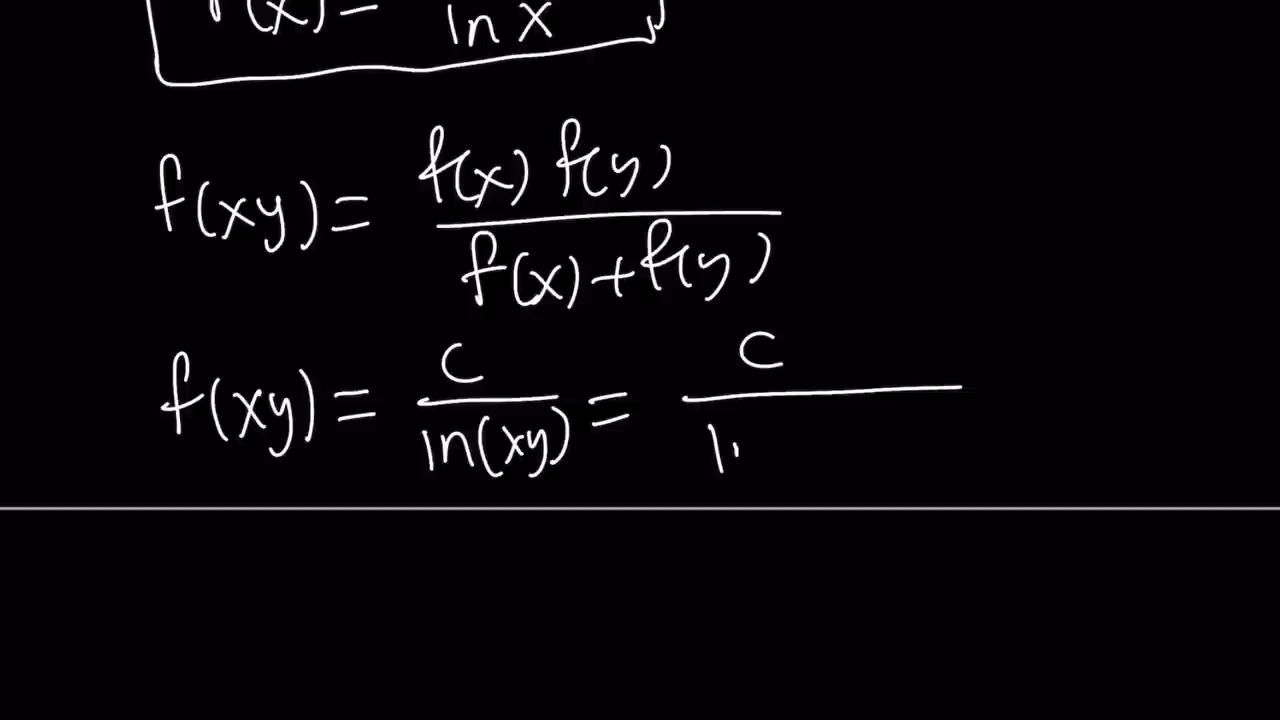 f(x) = / ln x
f(xy) = f(x) f(y) / f(x) + f(y)
f(xy) = c / ln(xy) = c / l